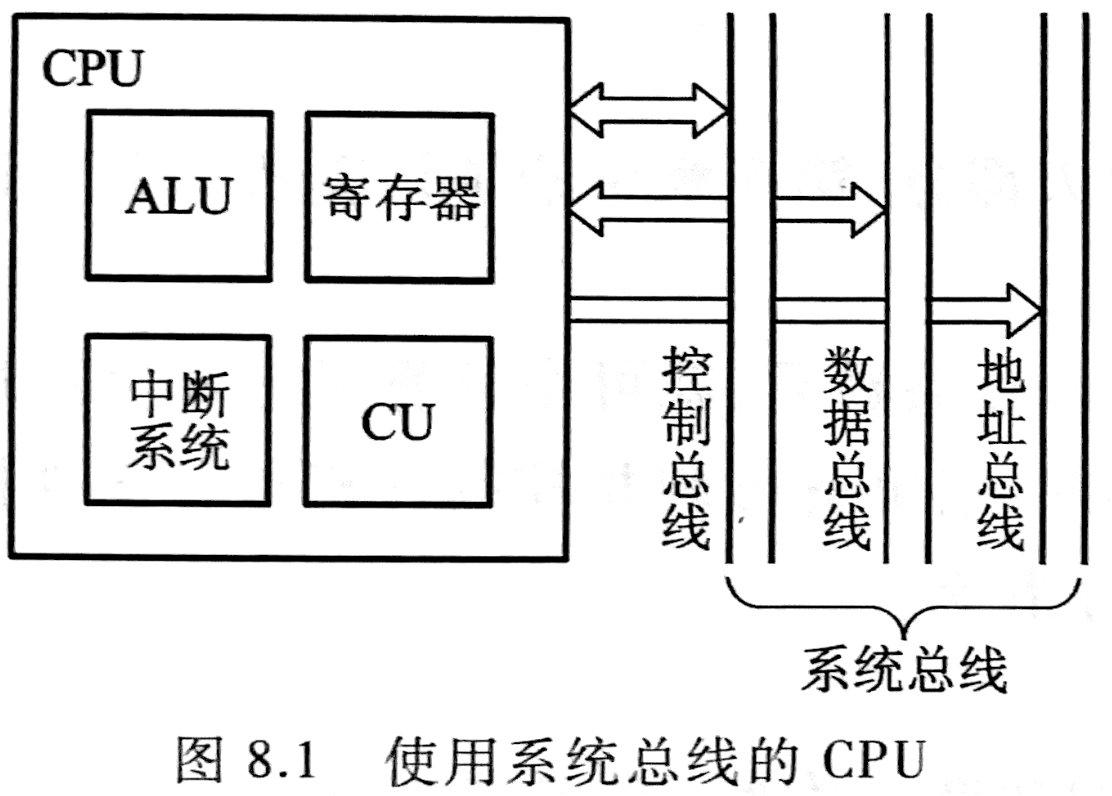 CPU
ALU
寄存器
中断
系统
CU
控制总线
数据总线
地址总线
系统总线
图 8.1 使用系统总线的 CPU